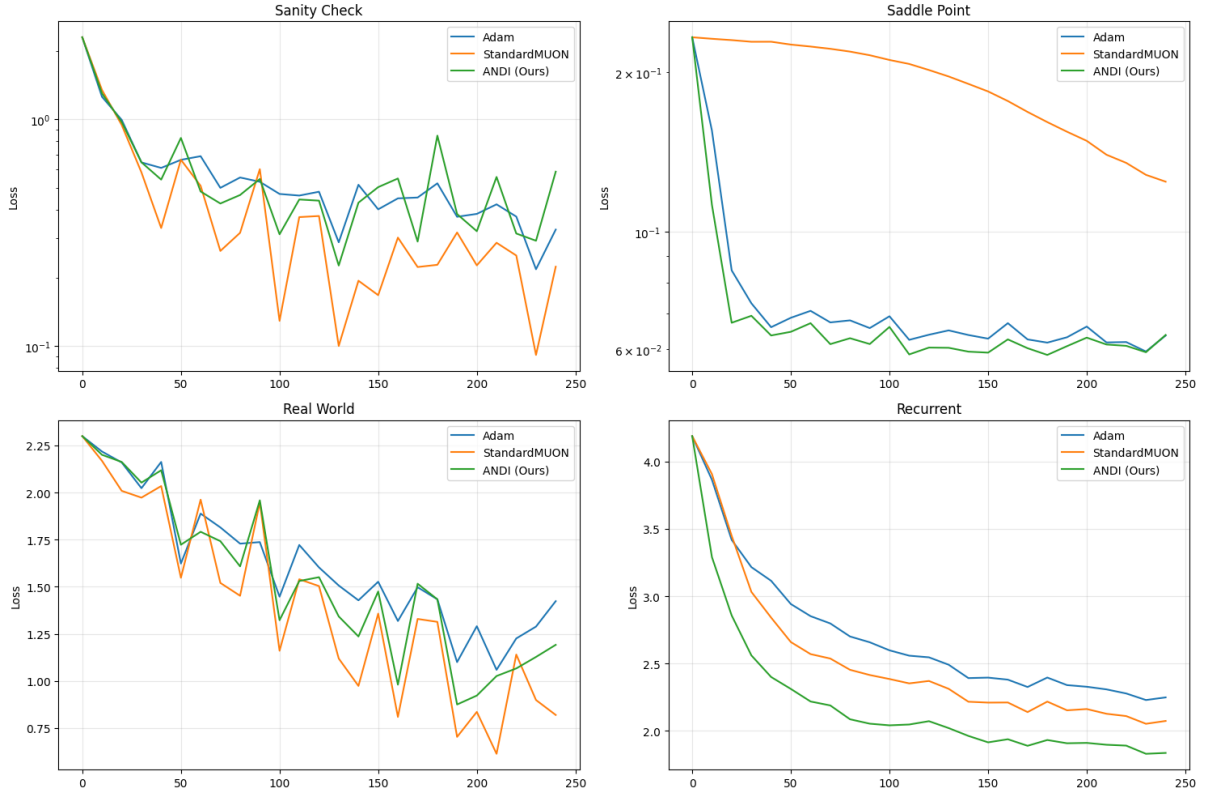 Sanity Check
Loss
10⁰
10⁻¹
0 50 100 150 200 250
Adam
StandardMUON
ANDI (Ours)
Saddle Point
Loss
2 × 10⁻¹
10⁻¹
6 × 10⁻²
0 50 100 150 200 250
Adam
StandardMUON
ANDI (Ours)
Real World
Loss
2.25
2.00
1.75
1.50
1.25
1.00
0.75
0 50 100 150 200 250
Adam
StandardMUON
ANDI (Ours)
Recurrent
Loss
4.0
3.5
3.0
2.5
2.0
0 50 100 150 200 250
Adam
StandardMUON
ANDI (Ours)